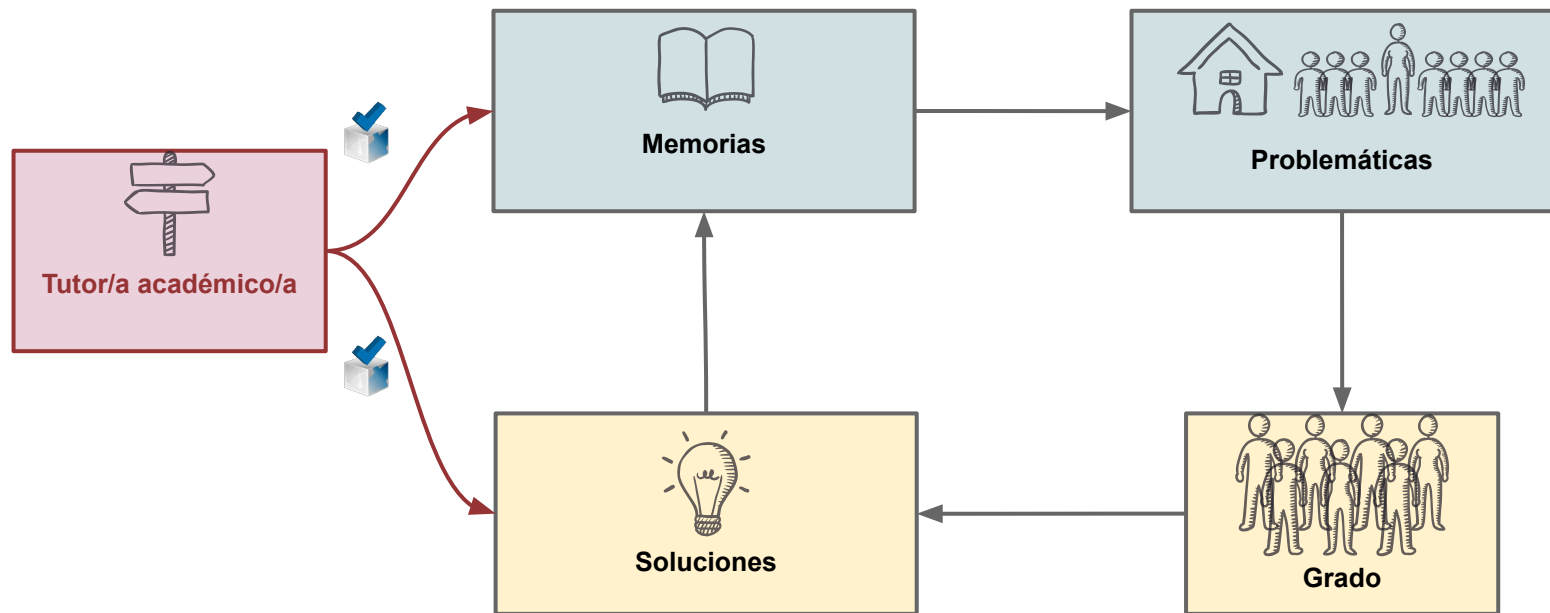 Memorias
Problemáticas
Tutor/a académico/a
Soluciones
Grado